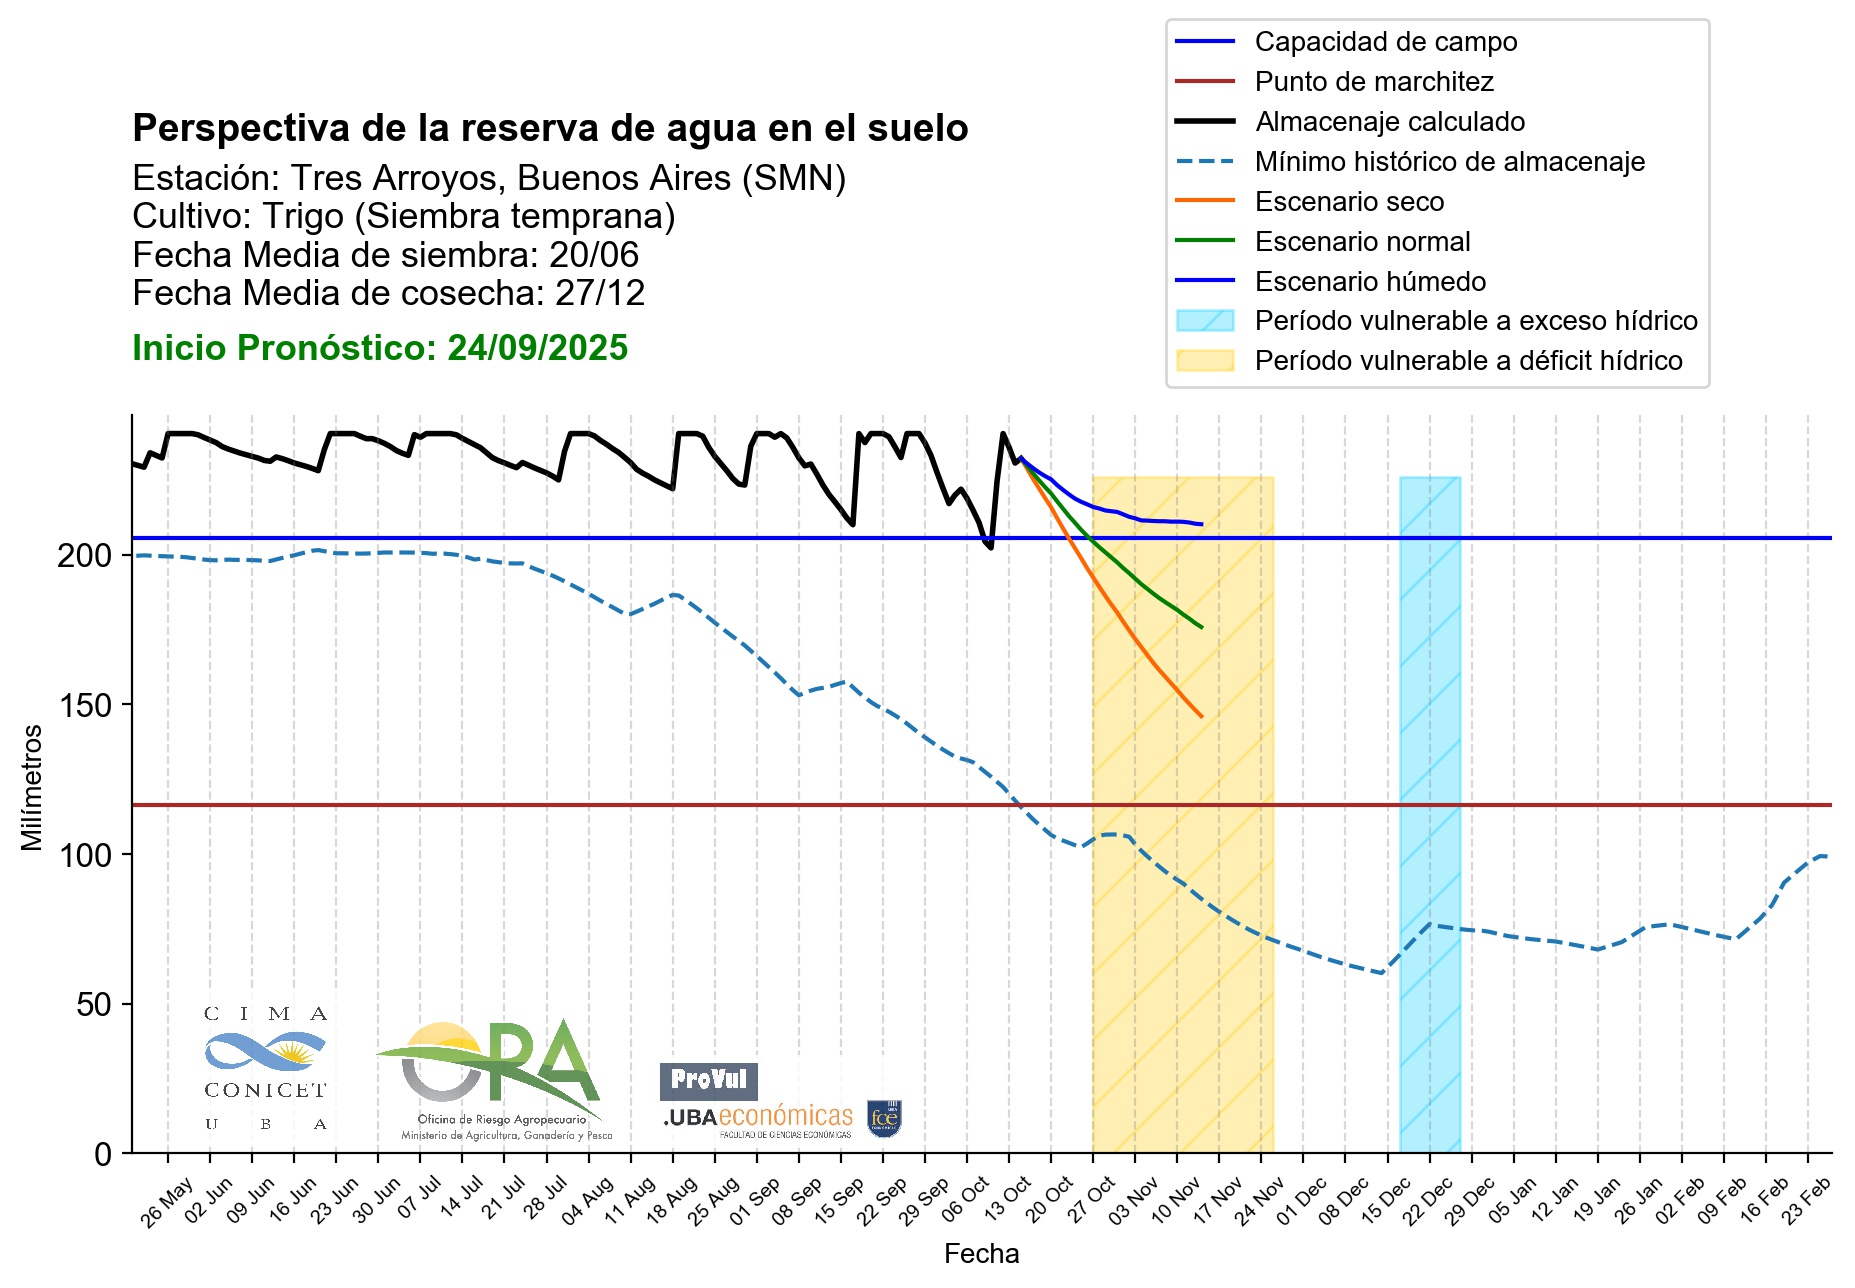 Capacidad de campo
Punto de marchitez
Almacenaje calculado
Mínimo histórico de almacenaje
Escenario seco
Escenario normal
Escenario húmedo
Período vulnerable a exceso hídrico
Período vulnerable a déficit hídrico
Perspectiva de la reserva de agua en el suelo
Estación: Tres Arroyos, Buenos Aires (SMN)
Cultivo: Trigo (Siembra temprana)
Fecha Media de siembra: 20/06
Fecha Media de cosecha: 27/12
Inicio Pronóstico: 24/09/2025
200
150
100
50
0
Milímetros
CIMA
CONICET
UBA
ORA
Oficina de Riesgo Agropecuario
Ministerio de Agricultura, Ganadería y Pesca
ProVul
.UBAeconómicas
FACULTAD DE CIENCIAS ECONÓMICAS
fce
26 May
02 Jun
09 Jun
16 Jun
23 Jun
30 Jun
07 Jul
14 Jul
21 Jul
28 Jul
04 Aug
11 Aug
18 Aug
25 Aug
01 Sep
08 Sep
15 Sep
22 Sep
29 Sep
06 Oct
13 Oct
20 Oct
27 Oct
03 Nov
10 Nov
17 Nov
24 Nov
01 Dec
08 Dec
15 Dec
22 Dec
29 Dec
05 Jan
12 Jan
19 Jan
26 Jan
02 Feb
09 Feb
16 Feb
23 Feb
Fecha